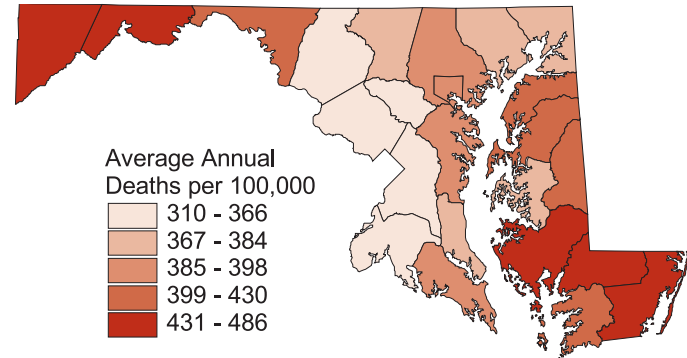 Average Annual
Deaths per 100,000
310 - 366
367 - 384
385 - 398
399 - 430
431 - 486